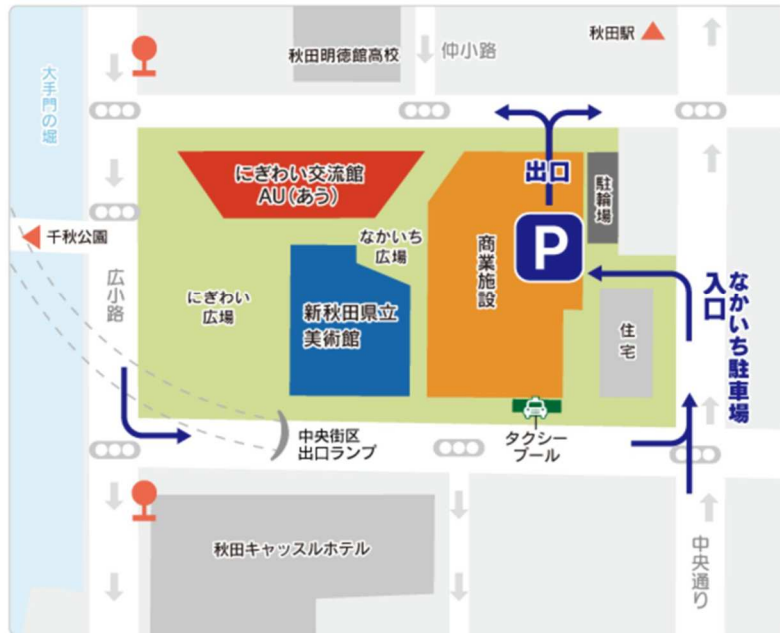 秋田明徳館高校
仲小路
秋田駅
大手門の堀
にぎわい交流館
AU(あう)
出口
駐輪場
なかいち
広場
商業施設
P
千秋公園
広小路
にぎわい
広場
新秋田県立
美術館
住宅
なかいち駐車場
入口
中央街区
出口ランプ
タクシー
プール
秋田キャッスルホテル
中央通り